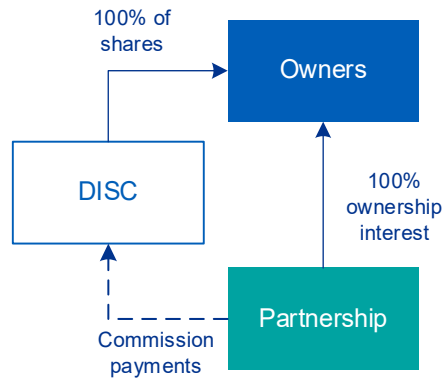 100% of
shares
Owners
DISC
100%
ownership
interest
Partnership
Commission
payments